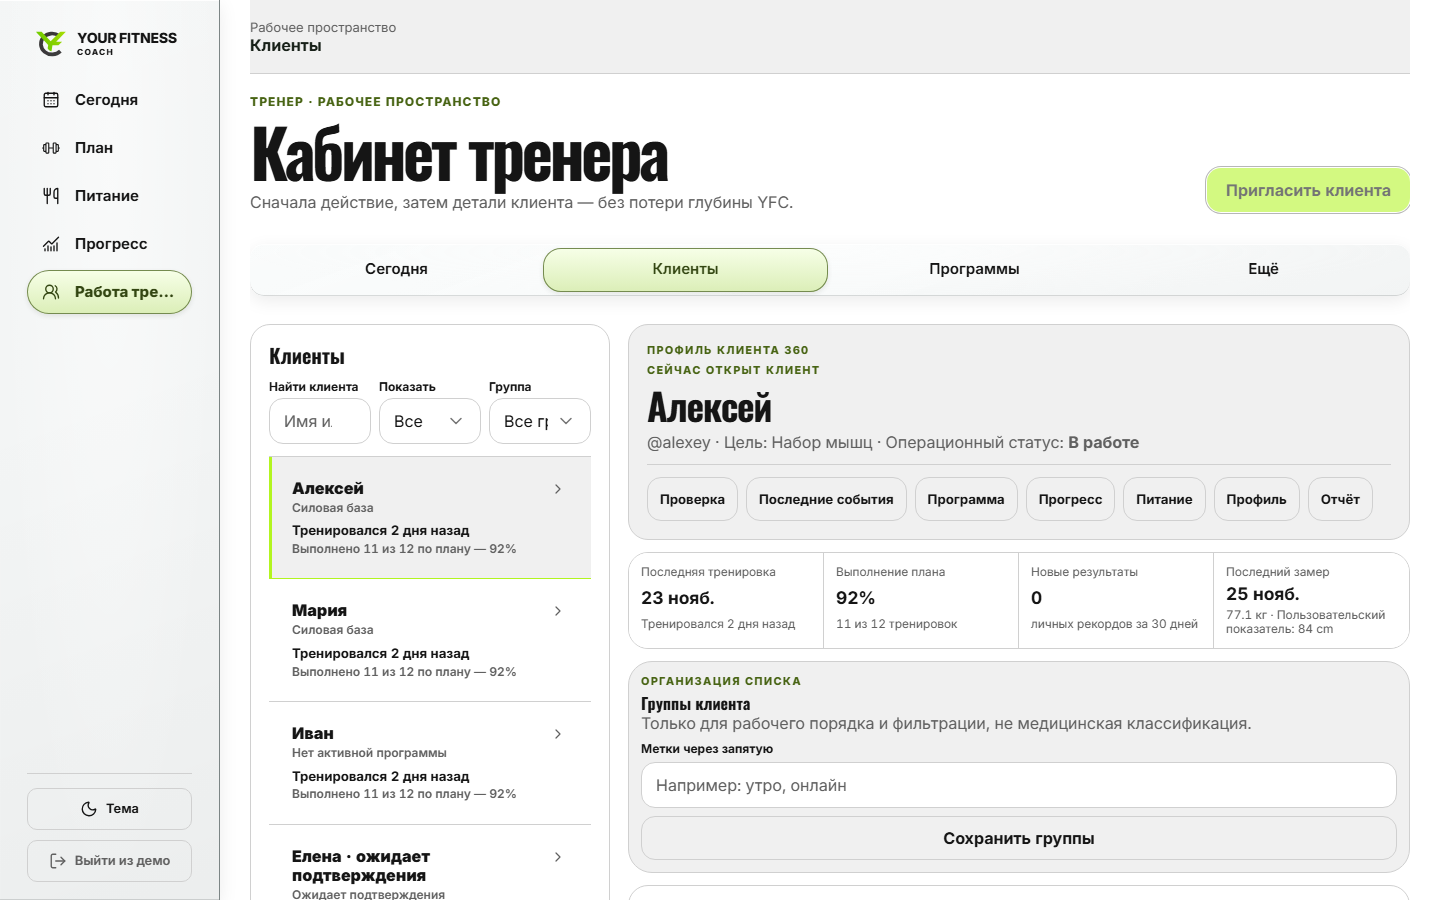 YOUR FITNESS
COACH
Сегодня
План
Питание
Прогресс
Работа тре...
Тема
Выйти из демо
Рабочее пространство
Клиенты
ТРЕНЕР · РАБОЧЕЕ ПРОСТРАНСТВО
Кабинет тренера
Сначала действие, затем детали клиента — без потери глубины YFC.
Пригласить клиента
Сегодня
Клиенты
Программы
Ещё
Клиенты
Найти клиента
Показать
Группа
Имя и
Все
Все гр
Алексей
Силовая база
Тренировался 2 дня назад
Выполнено 11 из 12 по плану — 92%
Мария
Силовая база
Тренировался 2 дня назад
Выполнено 11 из 12 по плану — 92%
Иван
Нет активной программы
Тренировался 2 дня назад
Выполнено 11 из 12 по плану — 92%
Елена · ожидает
подтверждения
Ожидает подтверждения
ПРОФИЛЬ КЛИЕНТА 360
СЕЙЧАС ОТКРЫТ КЛИЕНТ
Алексей
@alexey · Цель: Набор мышц · Операционный статус: В работе
Проверка
Последние события
Программа
Прогресс
Питание
Профиль
Отчёт
Последняя тренировка
23 нояб.
Тренировался 2 дня назад
Выполнение плана
92%
11 из 12 тренировок
Новые результаты
0
личных рекордов за 30 дней
Последний замер
25 нояб.
77.1 кг · Пользовательский
показатель: 84 cm
ОРГАНИЗАЦИЯ СПИСКА
Группы клиента
Только для рабочего порядка и фильтрации, не медицинская классификация.
Метки через запятую
Например: утро, онлайн
Сохранить группы